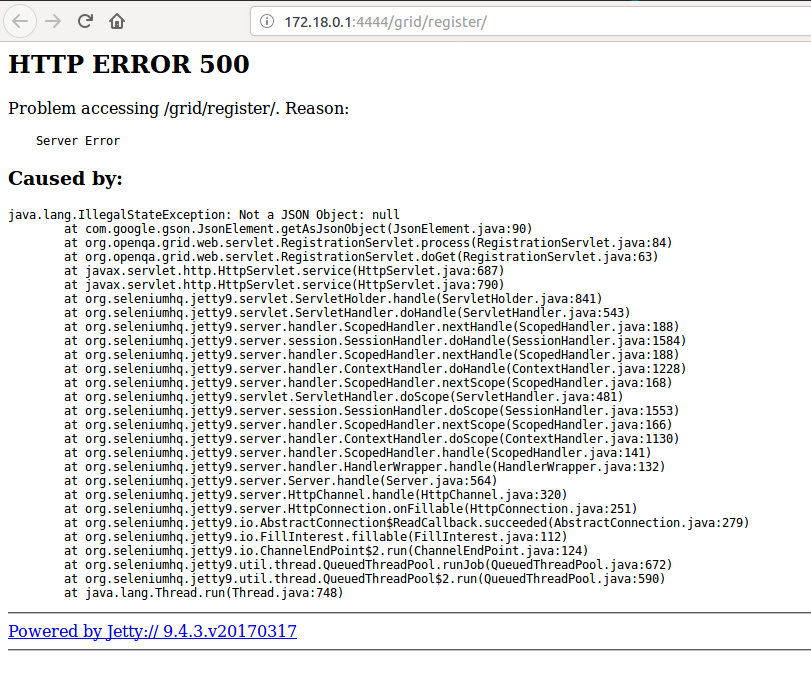 172.18.0.1:4444/grid/register/
HTTP ERROR 500
Problem accessing /grid/register/. Reason:
Server Error
Caused by:
java.lang.IllegalStateException: Not a JSON Object: null
at com.google.gson.JsonElement.getAsJsonObject(JsonElement.java:90)
at org.openqa.grid.web.servlet.RegistrationServlet.process(RegistrationServlet.java:84)
at org.openqa.grid.web.servlet.RegistrationServlet.doGet(RegistrationServlet.java:63)
at javax.servlet.http.HttpServlet.service(HttpServlet.java:687)
at javax.servlet.http.HttpServlet.service(HttpServlet.java:790)
at org.seleniumhq.jetty9.servlet.ServletHolder.handle(ServletHolder.java:841)
at org.seleniumhq.jetty9.servlet.ServletHandler.doHandle(ServletHandler.java:543)
at org.seleniumhq.jetty9.server.handler.ScopedHandler.nextHandle(ScopedHandler.java:188)
at org.seleniumhq.jetty9.server.session.SessionHandler.doHandle(SessionHandler.java:1584)
at org.seleniumhq.jetty9.server.handler.ScopedHandler.nextHandle(ScopedHandler.java:188)
at org.seleniumhq.jetty9.server.handler.ContextHandler.doHandle(ContextHandler.java:1228)
at org.seleniumhq.jetty9.server.handler.ScopedHandler.nextScope(ScopedHandler.java:168)
at org.seleniumhq.jetty9.servlet.ServletHandler.doScope(ServletHandler.java:481)
at org.seleniumhq.jetty9.server.session.SessionHandler.doScope(SessionHandler.java:1553)
at org.seleniumhq.jetty9.server.handler.ScopedHandler.nextScope(ScopedHandler.java:166)
at org.seleniumhq.jetty9.server.handler.ContextHandler.doScope(ContextHandler.java:1130)
at org.seleniumhq.jetty9.server.handler.ScopedHandler.handle(ScopedHandler.java:141)
at org.seleniumhq.jetty9.server.handler.HandlerWrapper.handle(HandlerWrapper.java:132)
at org.seleniumhq.jetty9.server.Server.handle(Server.java:564)
at org.seleniumhq.jetty9.server.HttpChannel.handle(HttpChannel.java:320)
at org.seleniumhq.jetty9.server.HttpConnection.onFillable(HttpConnection.java:251)
at org.seleniumhq.jetty9.io.AbstractConnection$ReadCallback.succeeded(AbstractConnection.java:279)
at org.seleniumhq.jetty9.io.FillInterest.fillable(FillInterest.java:112)
at org.seleniumhq.jetty9.io.ChannelEndPoint$2.run(ChannelEndPoint.java:124)
at org.seleniumhq.jetty9.util.thread.QueuedThreadPool.runJob(QueuedThreadPool.java:672)
at org.seleniumhq.jetty9.util.thread.QueuedThreadPool$2.run(QueuedThreadPool.java:590)
at java.lang.Thread.run(Thread.java:748)
Powered by Jetty:// 9.4.3.v20170317